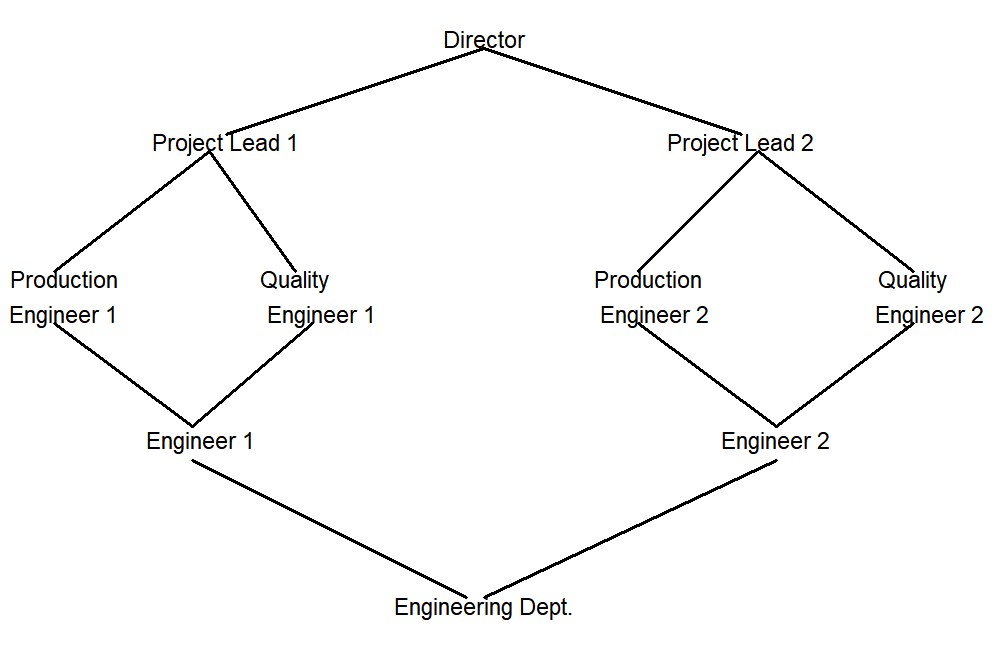 Director
Project Lead 1
Project Lead 2
Production
Engineer 1
Quality
Engineer 1
Production
Engineer 2
Quality
Engineer 2
Engineer 1
Engineer 2
Engineering Dept.